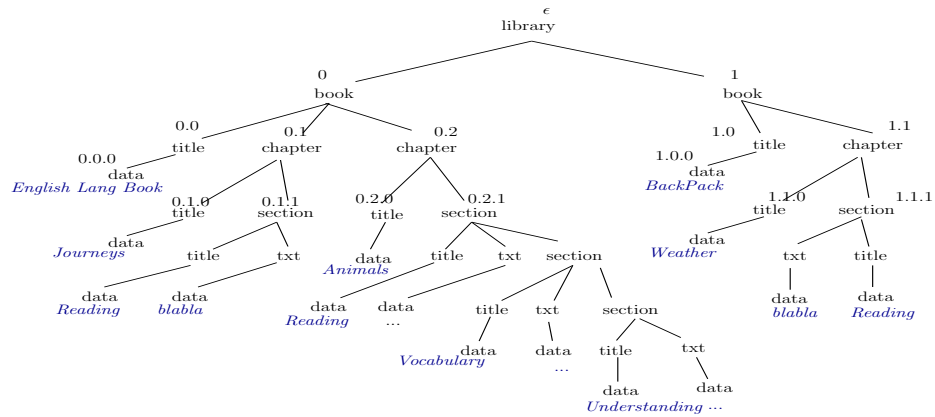 ϵ
library
0 1
book book
0.0 0.1 0.2 1.0 1.1
title chapter chapter title chapter
0.0.0 1.0.0
data data
English Lang Book BackPack
0.1.0 0.1.1 0.2.0 0.2.1 1.1.0 1.1.1
title section title section title section
data data data
Journeys Animals Weather
title txt title txt section txt title
data data data data data data
Reading blabla Reading ... blabla Reading
title txt section
data data title txt
Vocabulary ...
data data
Understanding ...